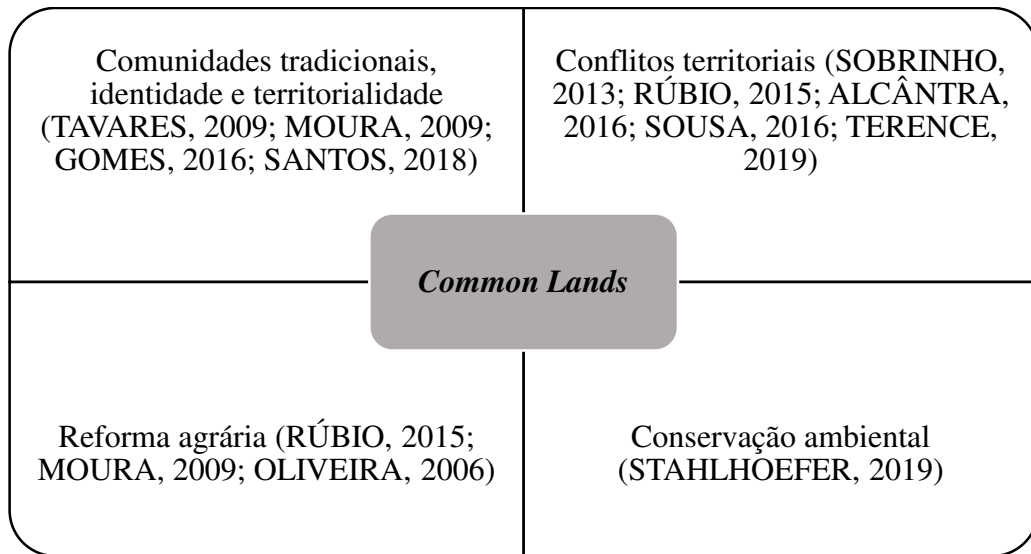 Comunidades tradicionais,
identidade e territorialidade
(TAVARES, 2009; MOURA, 2009;
GOMES, 2016; SANTOS, 2018)
Conflitos territoriais (SOBRINHO,
2013; RÚBIO, 2015; ALCÂNTRA,
2016; SOUSA, 2016; TERENCE,
2019)
Common Lands
Reforma agrária (RÚBIO, 2015;
MOURA, 2009; OLIVEIRA, 2006)
Conservação ambiental
(STAHLHOEFER, 2019)